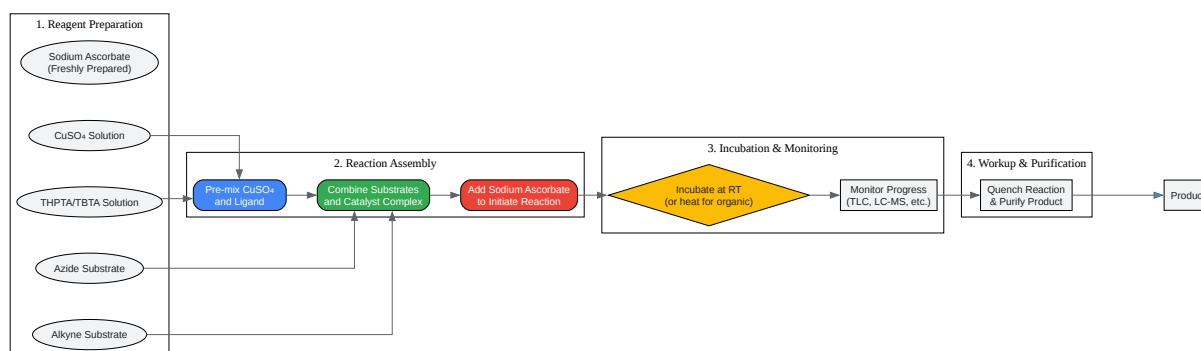 1. Reagent Preparation
Sodium Ascorbate
(Freshly Prepared)
CuSO₄ Solution
THPTA/TBTA Solution
Azide Substrate
Alkyne Substrate
2. Reaction Assembly
Pre-mix CuSO₄
and Ligand
Combine Substrates
and Catalyst Complex
Add Sodium Ascorbate
to Initiate Reaction
3. Incubation & Monitoring
Incubate at RT
(or heat for organic)
Monitor Progress
(TLC, LC-MS, etc.)
4. Workup & Purification
Quench Reaction
& Purify Product
Product